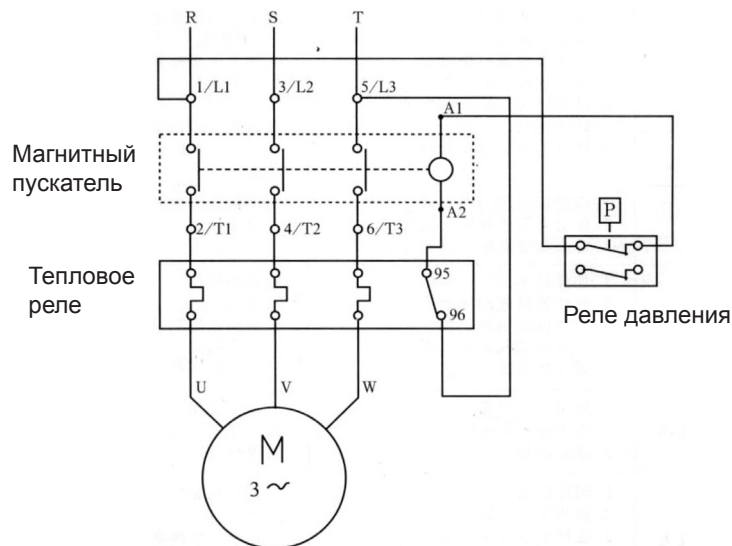 R S T
1/L1 3/L2 5/L3
A1
Магнитный
пускатель
A2
P
2/T1 4/T2 6/T3
Тепловое
реле
95
96
Реле давления
U V W
M
3 ~